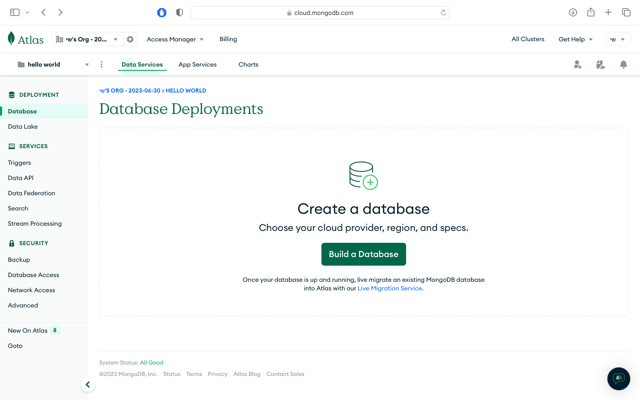 cloud.mongodb.com
Atlas
's Org - 20...
Access Manager
Billing
All Clusters
Get Help
hello world
Data Services
App Services
Charts
DEPLOYMENT
Database
Data Lake
SERVICES
Triggers
Data API
Data Federation
Search
Stream Processing
SECURITY
Backup
Database Access
Network Access
Advanced
New On Atlas 8
Goto
'S ORG - 2023-06-30 > HELLO WORLD
Database Deployments
Create a database
Choose your cloud provider, region, and specs.
Build a Database
Once your database is up and running, live migrate an existing MongoDB database
into Atlas with our Live Migration Service.
System Status: All Good
©2023 MongoDB, Inc. Status Terms Privacy Atlas Blog Contact Sales